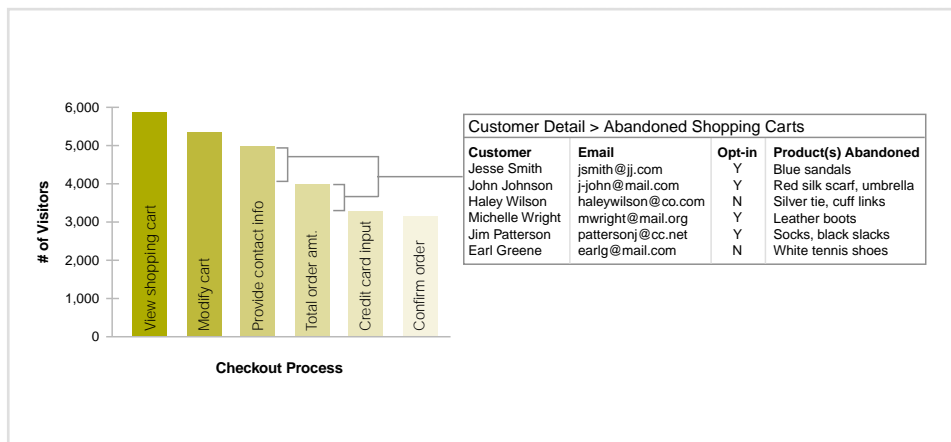 6,000
5,000
4,000
3,000
2,000
1,000
0
# of Visitors
View shopping cart
Modify cart
Provide contact info
Total order amt.
Credit card input
Confirm order
Checkout Process
Customer Detail > Abandoned Shopping Carts
Customer Email Opt-in Product(s) Abandoned
Jesse Smith jsmith@jj.com Y Blue sandals
John Johnson j-john@mail.com Y Red silk scarf, umbrella
Haley Wilson haleywilson@co.com N Silver tie, cuff links
Michelle Wright mwright@mail.org Y Leather boots
Jim Patterson pattersonj@cc.net Y Socks, black slacks
Earl Greene earlg@mail.com N White tennis shoes